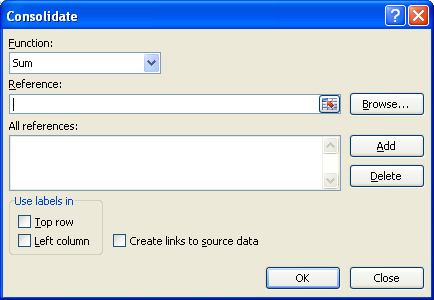 Consolidate
Function:
Sum
Reference:
Browse...
All references:
Add
Delete
Use labels in
Top row
Left column
Create links to source data
OK
Close